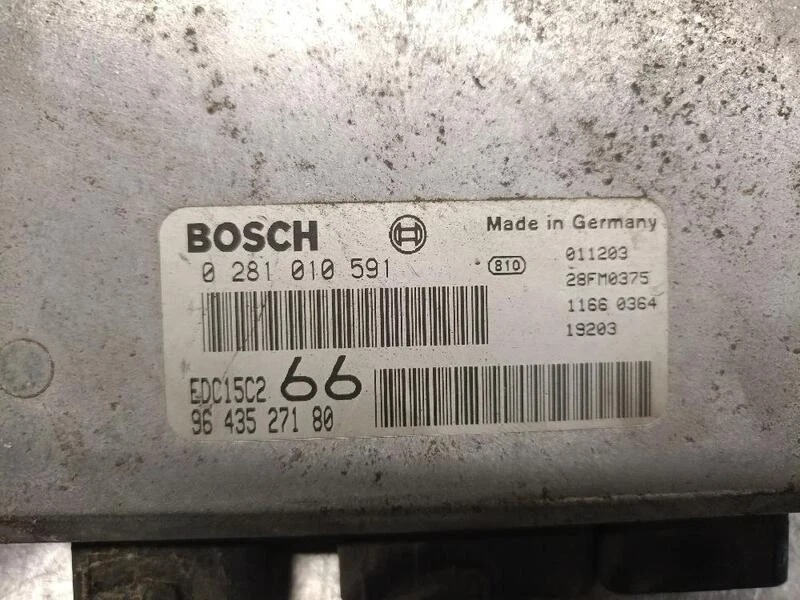 BOSCH
Made in Germany
0 281 010 591
810
011203
28FM0375
1166 0364
19203
EDC15C2 66
96 435 271 80